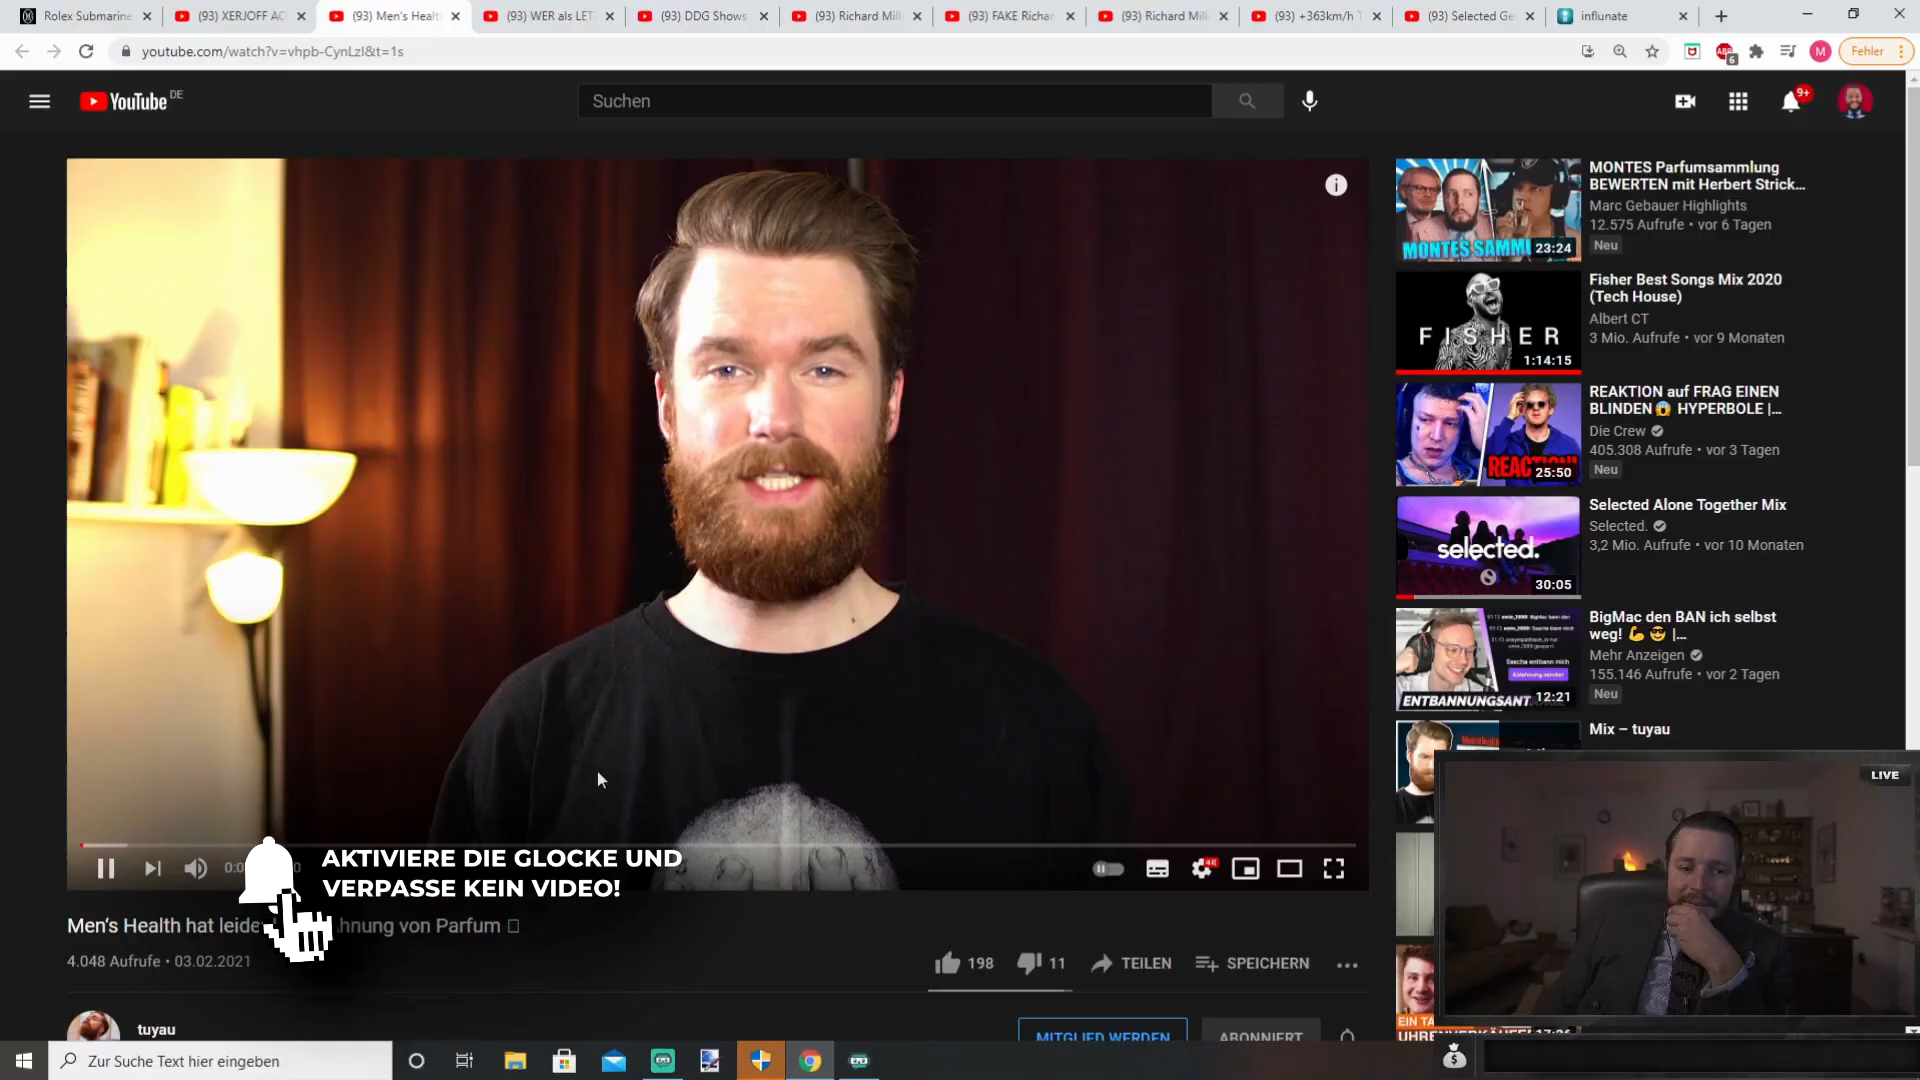 Rolex Submarine
(93) XERJOFF AC
(93) Men's Healt
(93) WER als LET
(93) DDG Shows
(93) Richard Mill
(93) FAKE Richar
(93) Richard Mill
(93) +363km/h T
(93) Selected Ge
influnate
youtube.com/watch?v=vhpb-CynLzI&t=1s
6
M
Fehler
YouTube DE
Suchen
9+
MONTES Parfumsammlung
BEWERTEN mit Herbert Strick...
Marc Gebauer Highlights
12.575 Aufrufe • vor 6 Tagen
Neu
MONTES SAMMI
23:24
Fisher Best Songs Mix 2020
(Tech House)
Albert CT
3 Mio. Aufrufe • vor 9 Monaten
FISHER
1:14:15
REAKTION auf FRAG EINEN
BLINDEN😱 HYPERBOLE |...
Die Crew
405.308 Aufrufe • vor 3 Tagen
Neu
REACTION!
25:50
Selected Alone Together Mix
Selected.
3,2 Mio. Aufrufe • vor 10 Monaten
selected.
30:05
BigMac den BAN ich selbst
weg! 💪 😎 |...
Mehr Anzeigen
155.146 Aufrufe • vor 2 Tagen
Neu
Sascha entbann mich
ENTBANNUNGSANT
12:21
Mix – tuyau
LIVE
AKTIVIERE DIE GLOCKE UND
VERPASSE KEIN VIDEO!
Men's Health hat leide hnung von Parfum
4.048 Aufrufe • 03.02.2021
198
11
TEILEN
SPEICHERN
tuyau
MITGLIED WERDEN
ABONNIERT
EIN TA
Zur Suche Text hier eingeben